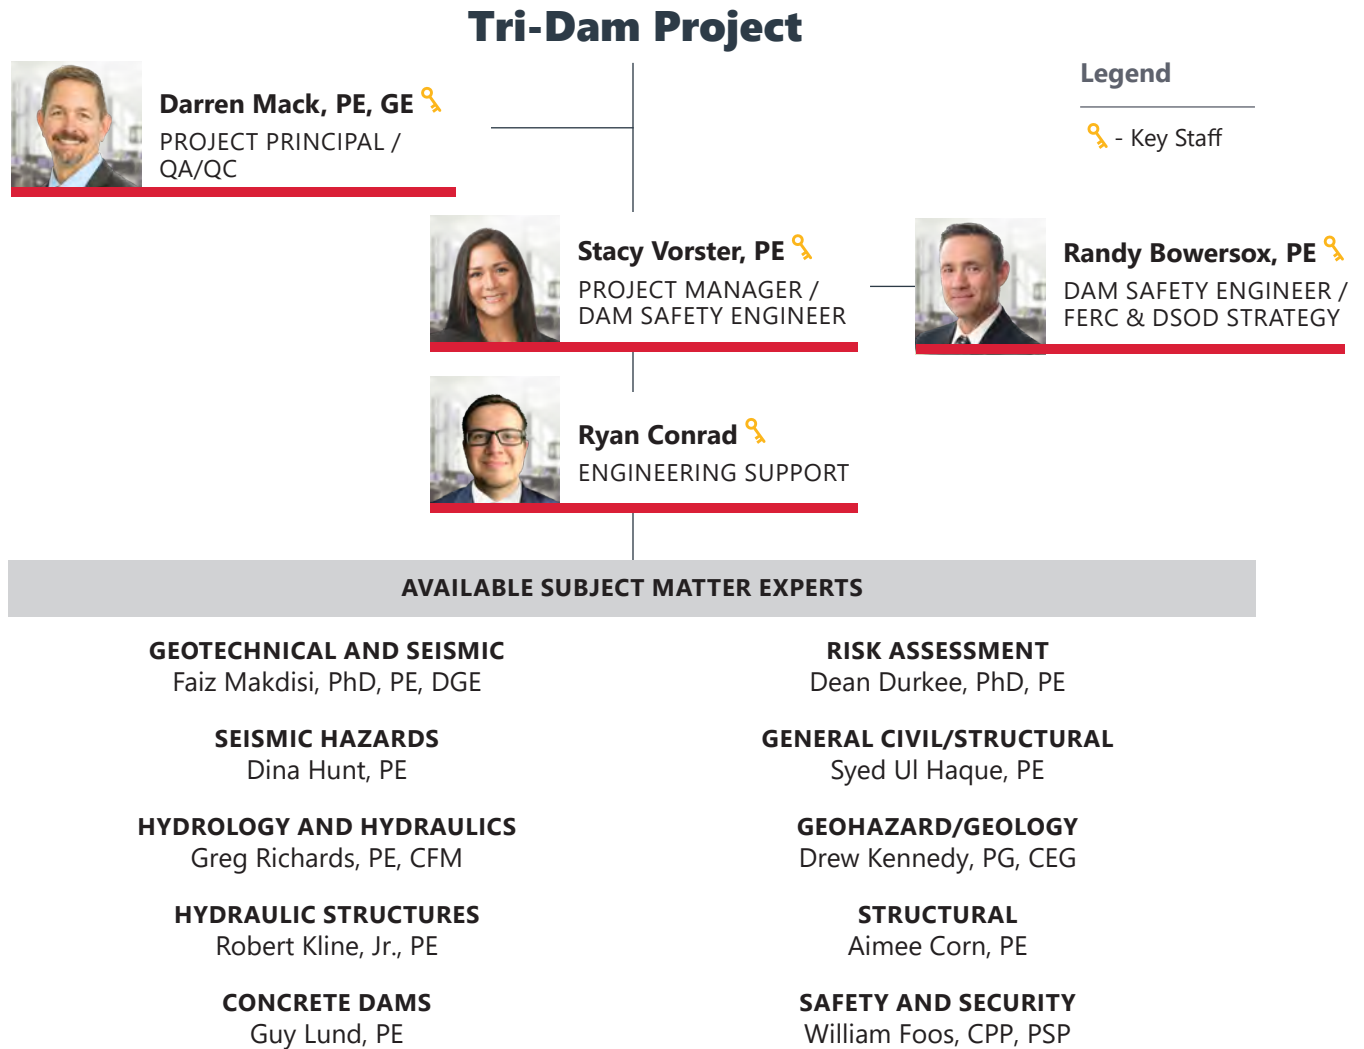 Tri-Dam Project
Legend
- Key Staff
Darren Mack, PE, GE
PROJECT PRINCIPAL /
QA/QC
Stacy Vorster, PE
PROJECT MANAGER /
DAM SAFETY ENGINEER
Randy Bowersox, PE
DAM SAFETY ENGINEER /
FERC & DSOD STRATEGY
Ryan Conrad
ENGINEERING SUPPORT
AVAILABLE SUBJECT MATTER EXPERTS
GEOTECHNICAL AND SEISMIC
Faiz Makdisi, PhD, PE, DGE
SEISMIC HAZARDS
Dina Hunt, PE
HYDROLOGY AND HYDRAULICS
Greg Richards, PE, CFM
HYDRAULIC STRUCTURES
Robert Kline, Jr., PE
CONCRETE DAMS
Guy Lund, PE
RISK ASSESSMENT
Dean Durkee, PhD, PE
GENERAL CIVIL/STRUCTURAL
Syed Ul Haque, PE
GEOHAZARD/GEOLOGY
Drew Kennedy, PG, CEG
STRUCTURAL
Aimee Corn, PE
SAFETY AND SECURITY
William Foos, CPP, PSP